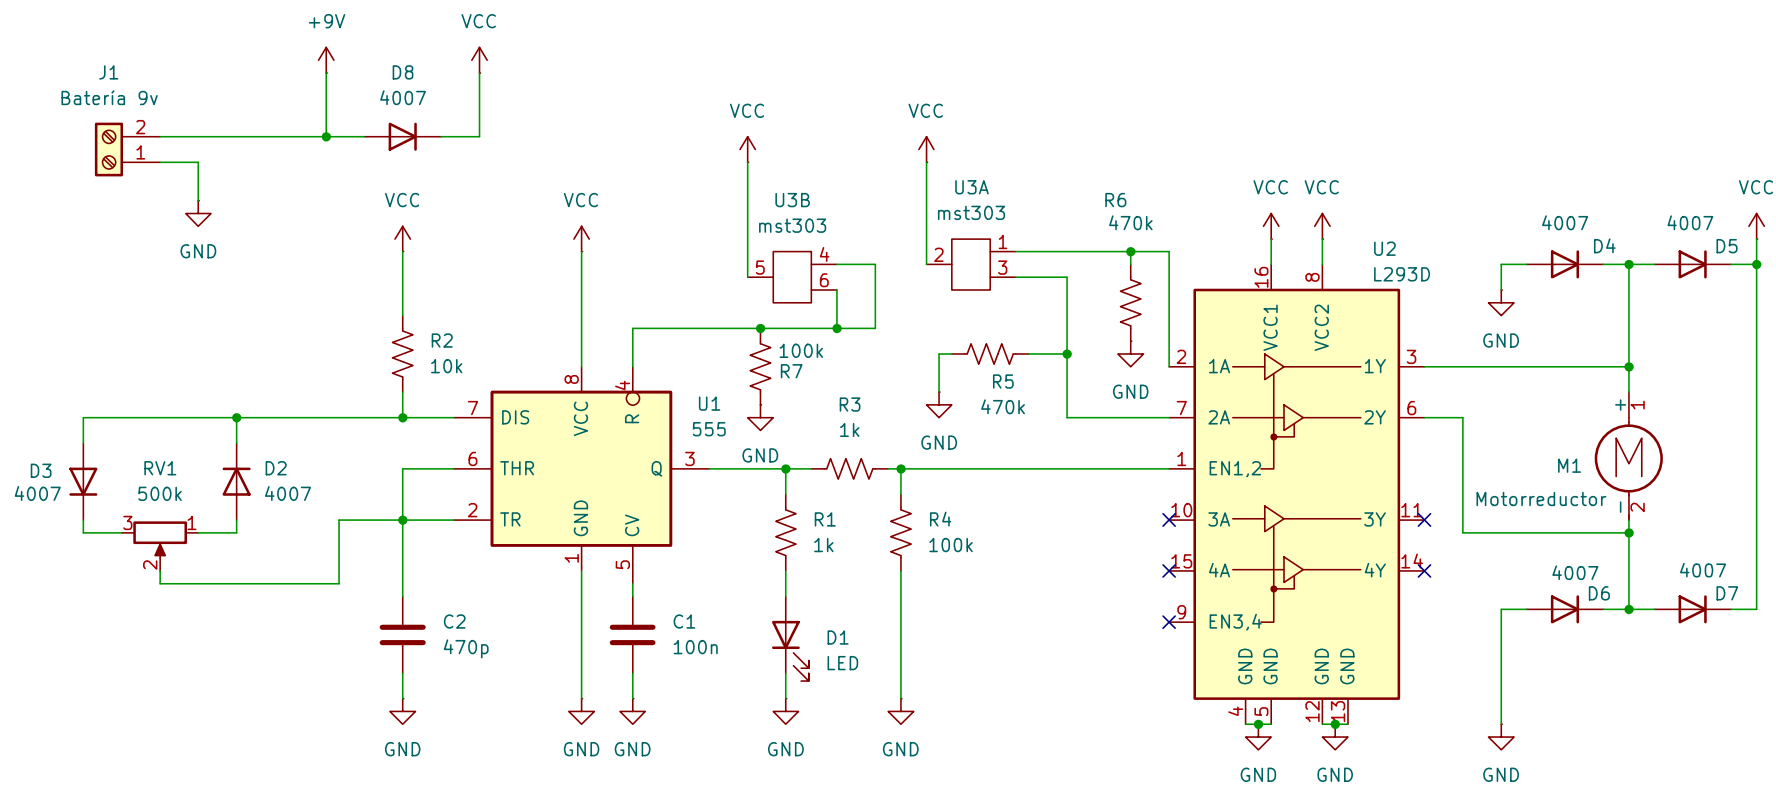 +9V
VCC
J1
Batería 9v
D8
4007
2
1
GND
VCC
R2
10k
VCC
VCC
U3B
mst303
5
4
6
100k
R7
GND
VCC
U3A
mst303
2
1
3
R6
470k
GND
R5
470k
GND
D3
4007
RV1
500k
3
1
2
D2
4007
U1
555
7
DIS
6
THR
2
TR
8
VCC
4
R
3
Q
GND
1
CV
5
C2
470p
GND
GND
C1
100n
GND
R3
1k
R1
1k
D1
LED
GND
R4
100k
GND
VCC
VCC
U2
L293D
16
VCC1
8
VCC2
2
1A
1Y
3
7
2A
2Y
6
1
EN1,2
10
3A
3Y
11
15
4A
4Y
14
9
EN3,4
GND
GND
GND
GND
4
5
12
13
GND
GND
4007
D4
4007
D5
VCC
GND
+
1
M
M1
Motorreductor
−
2
4007
D6
4007
D7
GND